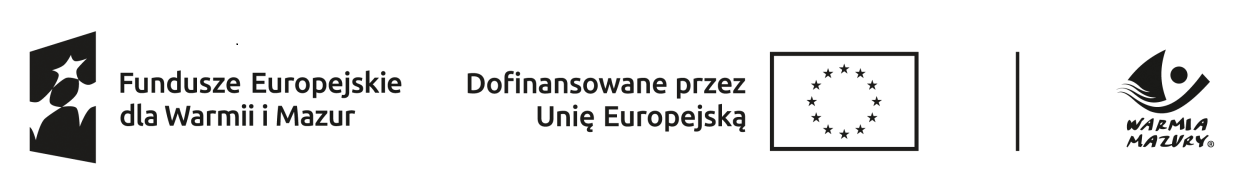 Fundusze Europejskie
dla Warmii i Mazur
Dofinansowane przez
Unię Europejską
WARMIA
MAZURY®